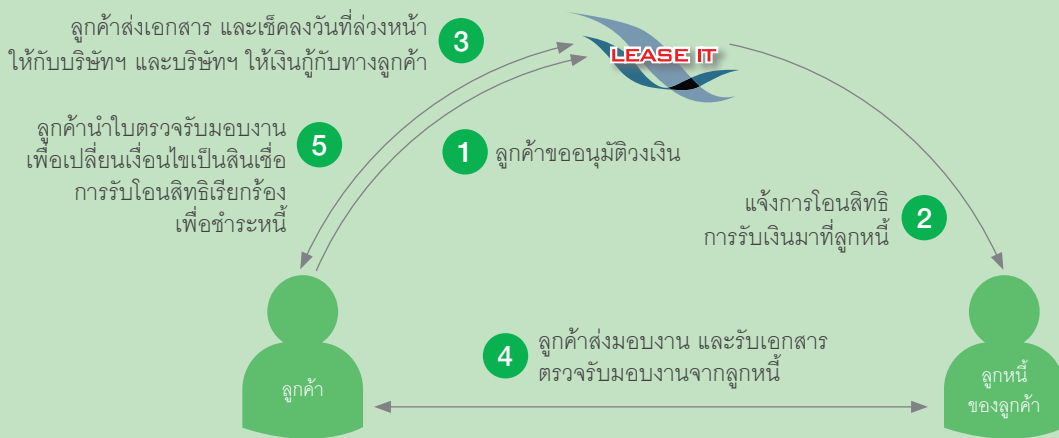 ลูกค้าส่งเอกสาร และเช็คลงวันที่ล่วงหน้า
ให้กับบริษัทฯ และบริษัทฯ ให้เงินกู้กับทางลูกค้า
3
LEASE IT
ลูกค้านำใบตรวจรับมอบงาน
เพื่อเปลี่ยนเงื่อนไขเป็นสินเชื่อ
การรับโอนสิทธิเรียกร้อง
เพื่อชำระหนี้
5
1
ลูกค้าขออนุมัติวงเงิน
แจ้งการโอนสิทธิ
การรับเงินมาที่ลูกหนี้
2
4
ลูกค้าส่งมอบงาน และรับเอกสาร
ตรวจรับมอบงานจากลูกหนี้
ลูกค้า
ลูกหนี้
ของลูกค้า